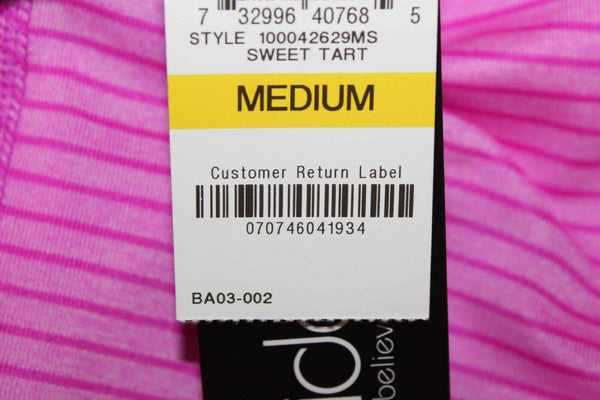 7 32996 40768 5
STYLE 100042629MS
SWEET TART
MEDIUM
Customer Return Label
070746041934
BA03-002